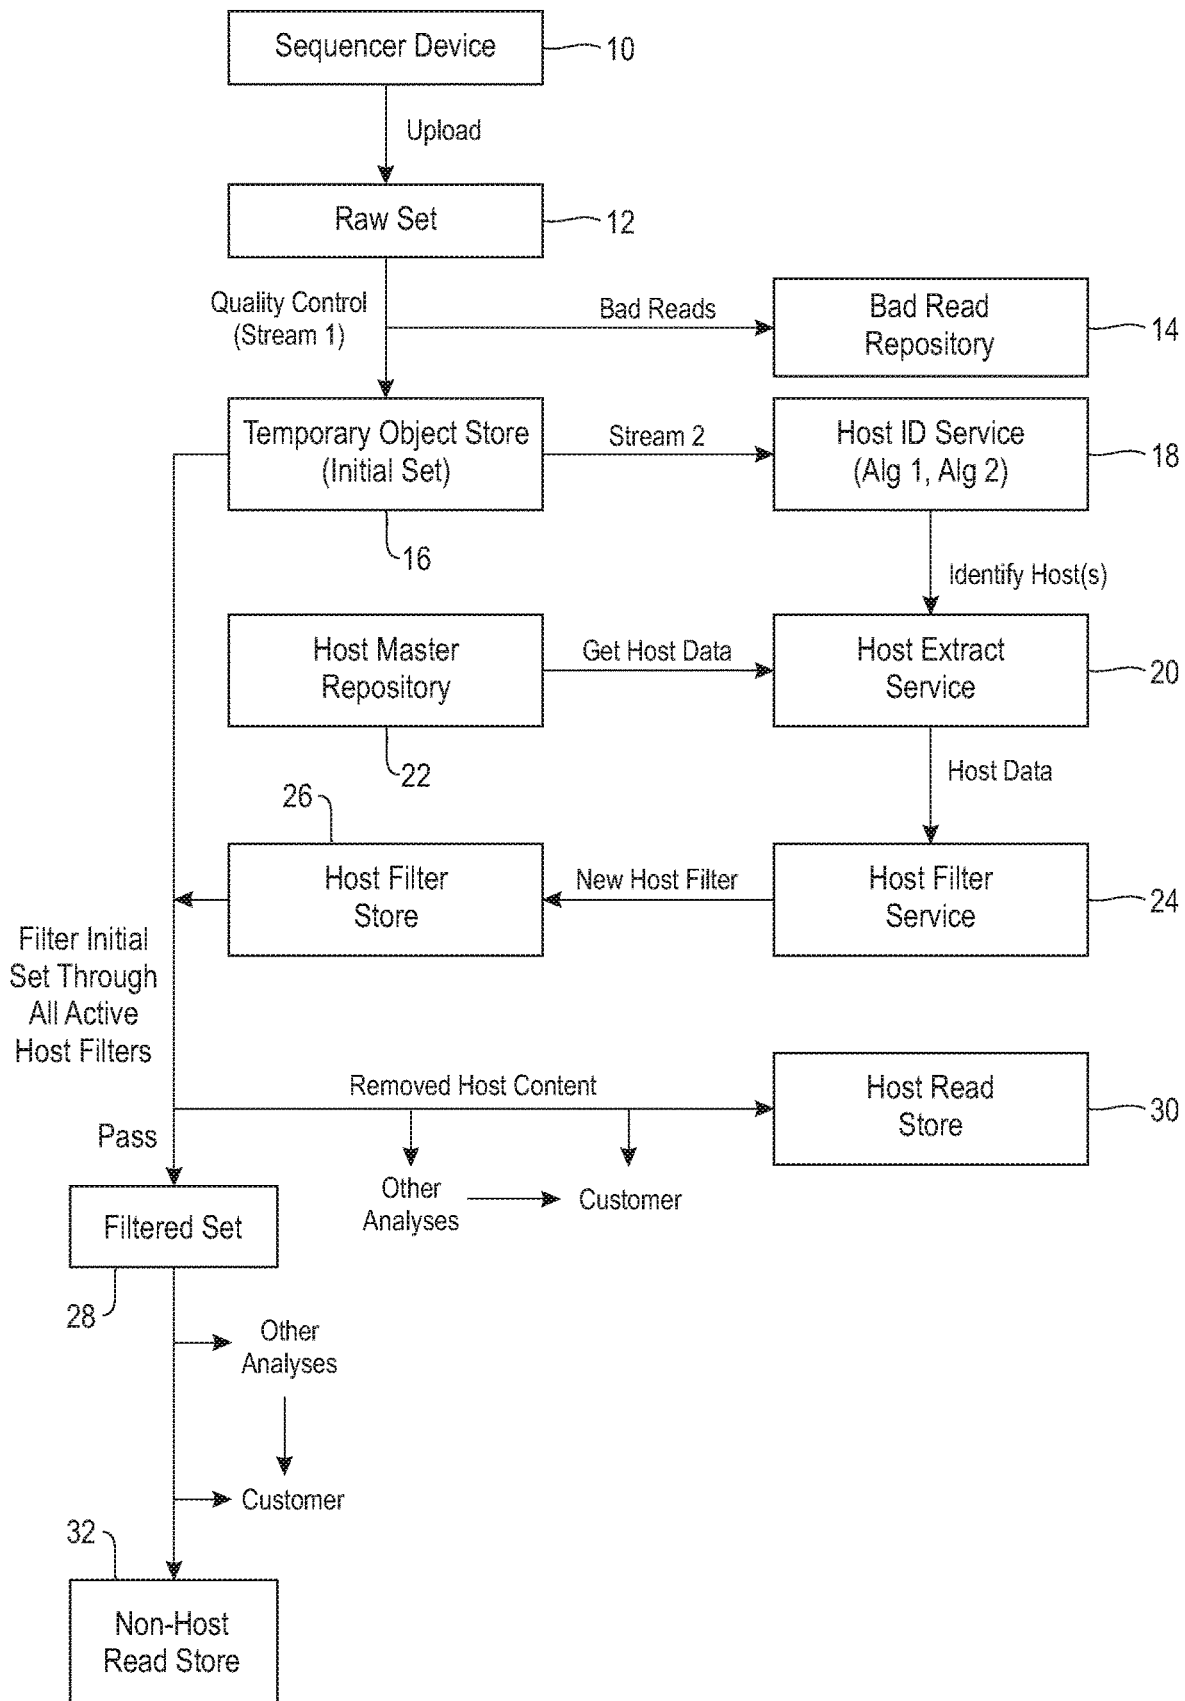 Sequencer Device
10
Upload
Raw Set
12
Quality Control
(Stream 1)
Bad Reads
Bad Read
Repository
14
Temporary Object Store
(Initial Set)
16
Stream 2
Host ID Service
(Alg 1, Alg 2)
18
Identify Host(s)
Host Master
Repository
22
Get Host Data
Host Extract
Service
20
Host Data
26
Host Filter
Store
New Host Filter
Host Filter
Service
24
Filter Initial
Set Through
All Active
Host Filters
Removed Host Content
Host Read
Store
30
Pass
Other
Analyses
Customer
Filtered Set
28
Other
Analyses
Customer
32
Non-Host
Read Store